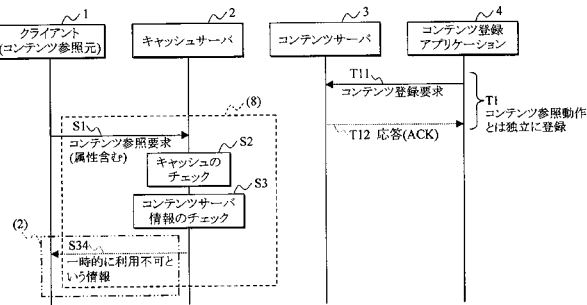 1
クライアント
(コンテンツ参照元)
2
キャッシュサーバ
3
コンテンツサーバ
4
コンテンツ登録
アプリケーション
T11
コンテンツ登録要求
T12 応答(ACK)
T1
コンテンツ参照動作
とは独立に登録
(8)
S1
コンテンツ参照要求
(属性含む)
S2
キャッシュの
チェック
S3
コンテンツサーバ
情報のチェック
(2)
S34
一時的に利用不可と
いう情報